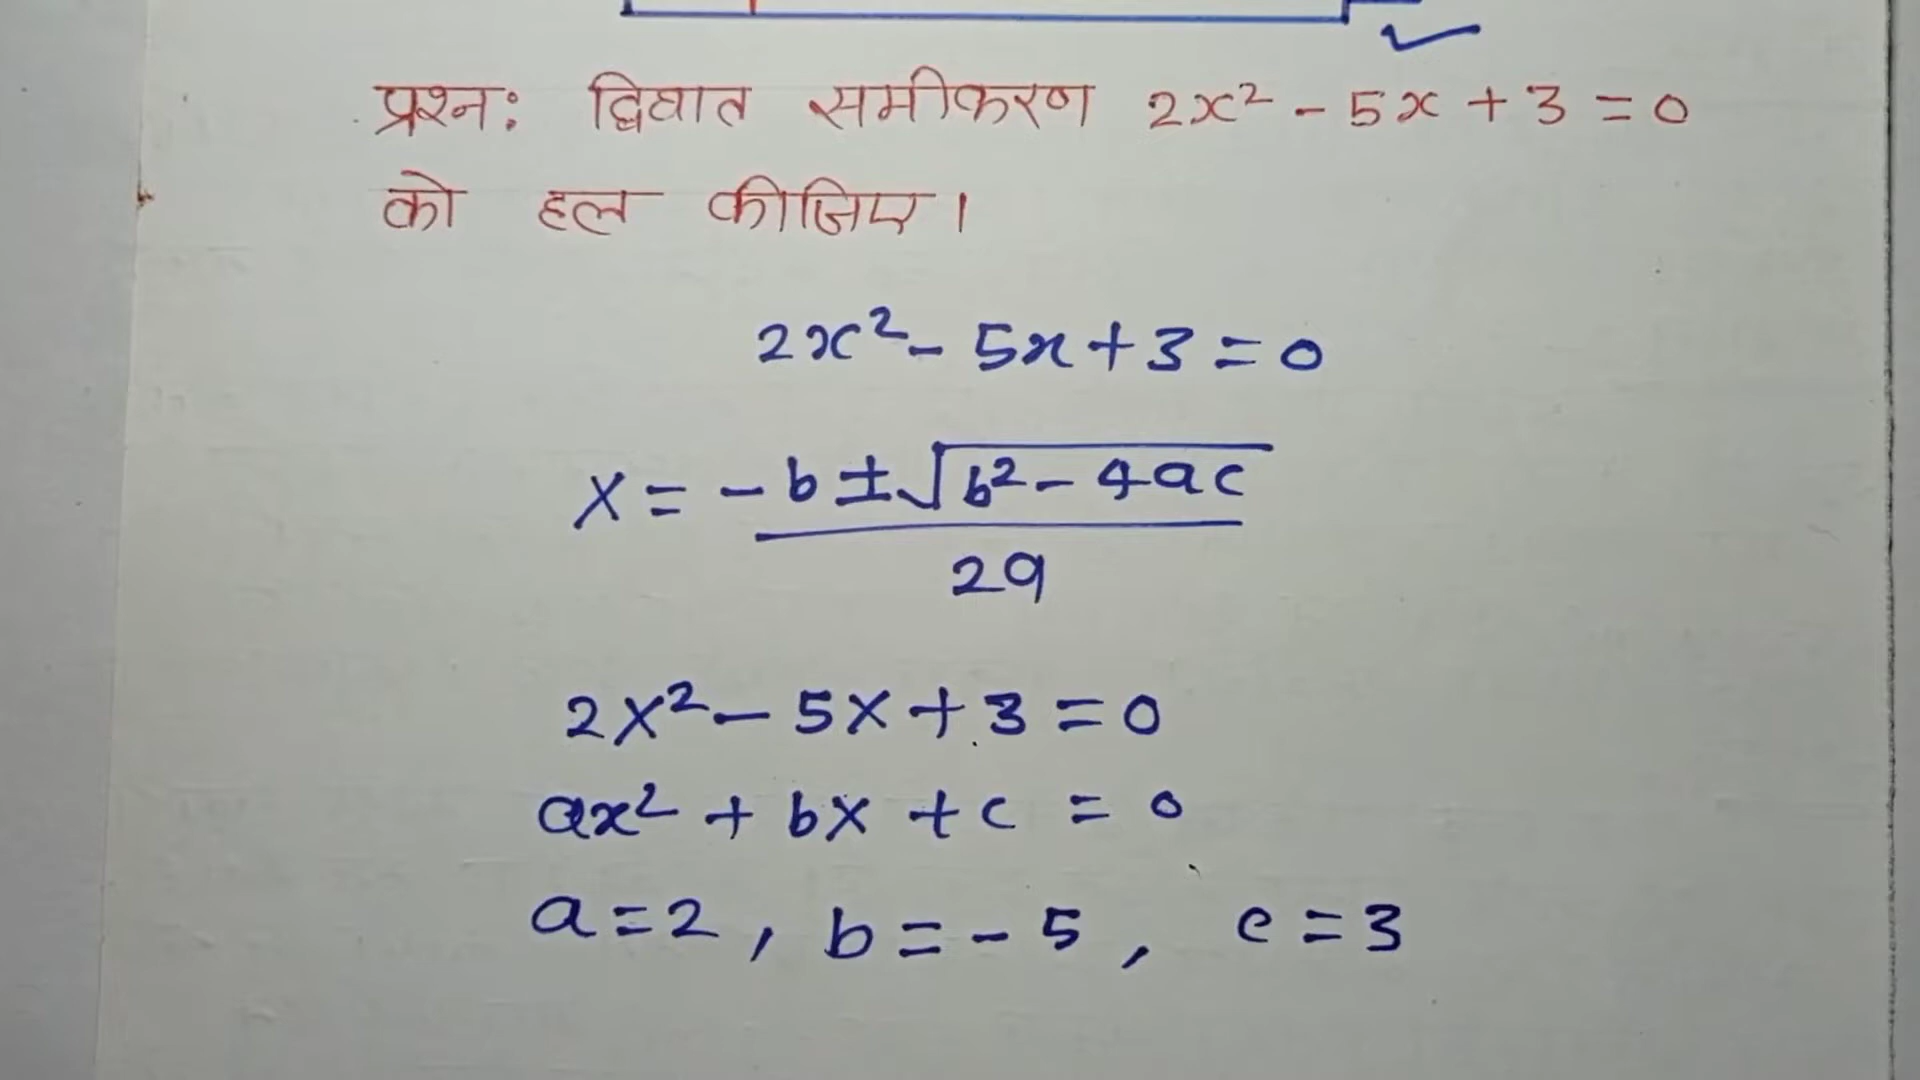 प्रश्न: द्विघात समीकरण 2x² - 5x + 3 = 0
को हल कीजिए।
2x² - 5x + 3 = 0
x = -b ± √b² - 4ac
2a
2x² - 5x + 3 = 0
ax² + bx + c = 0
a = 2, b = - 5, c = 3